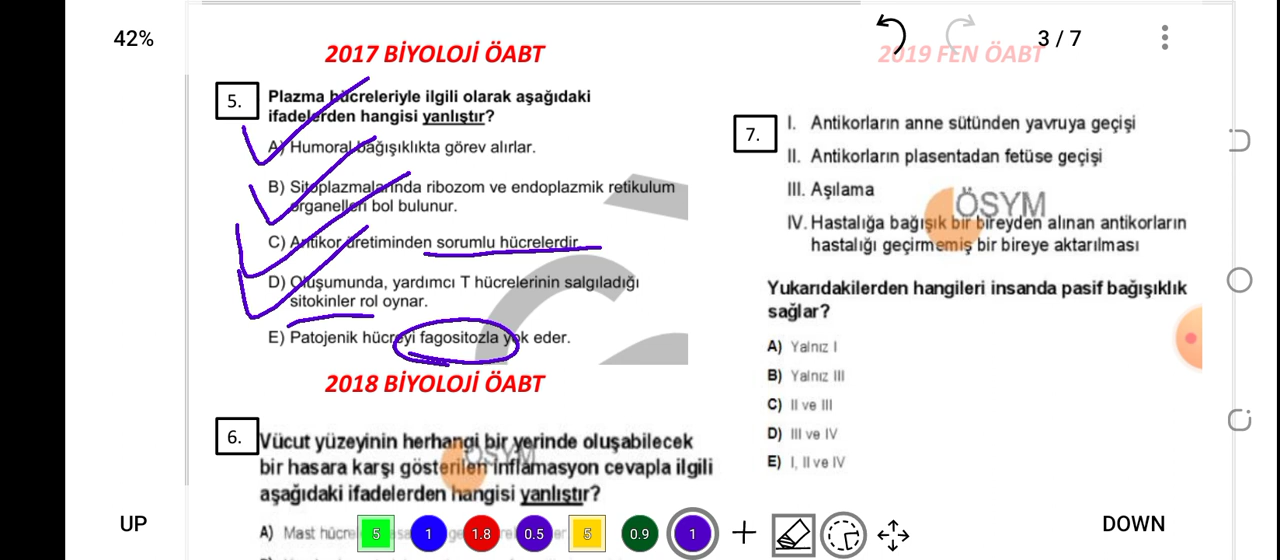 42%
3 / 7
2017 BİYOLOJİ ÖABT
5.
Plazma hücreleriyle ilgili olarak aşağıdaki
ifadelerden hangisi yanlıştır?
A) Humoral bağışıklıkta görev alırlar.
B) Sitoplazmalarında ribozom ve endoplazmik retikulum
organelleri bol bulunur.
C) Antikor üretiminden sorumlu hücrelerdir.
D) Oluşumunda, yardımcı T hücrelerinin salgıladığı
sitokinler rol oynar.
E) Patojenik hücreyi fagositozla yok eder.
2018 BİYOLOJİ ÖABT
6.
Vücut yüzeyinin herhangi bir yerinde oluşabilecek
bir hasara karşı gösterilen inflamasyon cevapla ilgili
aşağıdaki ifadelerden hangisi yanlıştır?
A) Mast
ÖSYM
2019 FEN ÖABT
7.
I. Antikorların anne sütünden yavruya geçişi
II. Antikorların plasentadan fetüse geçişi
III. Aşılama
IV. Hastalığa bağışık bir bireyden alınan antikorların
hastalığı geçirmemiş bir bireye aktarılması
ÖSYM
Yukarıdakilerden hangileri insanda pasif bağışıklık
sağlar?
A) Yalnız I
B) Yalnız III
C) II ve III
D) III ve IV
E) I, II ve IV
UP
5 1 1.8 0.5 5 0.9 1
DOWN